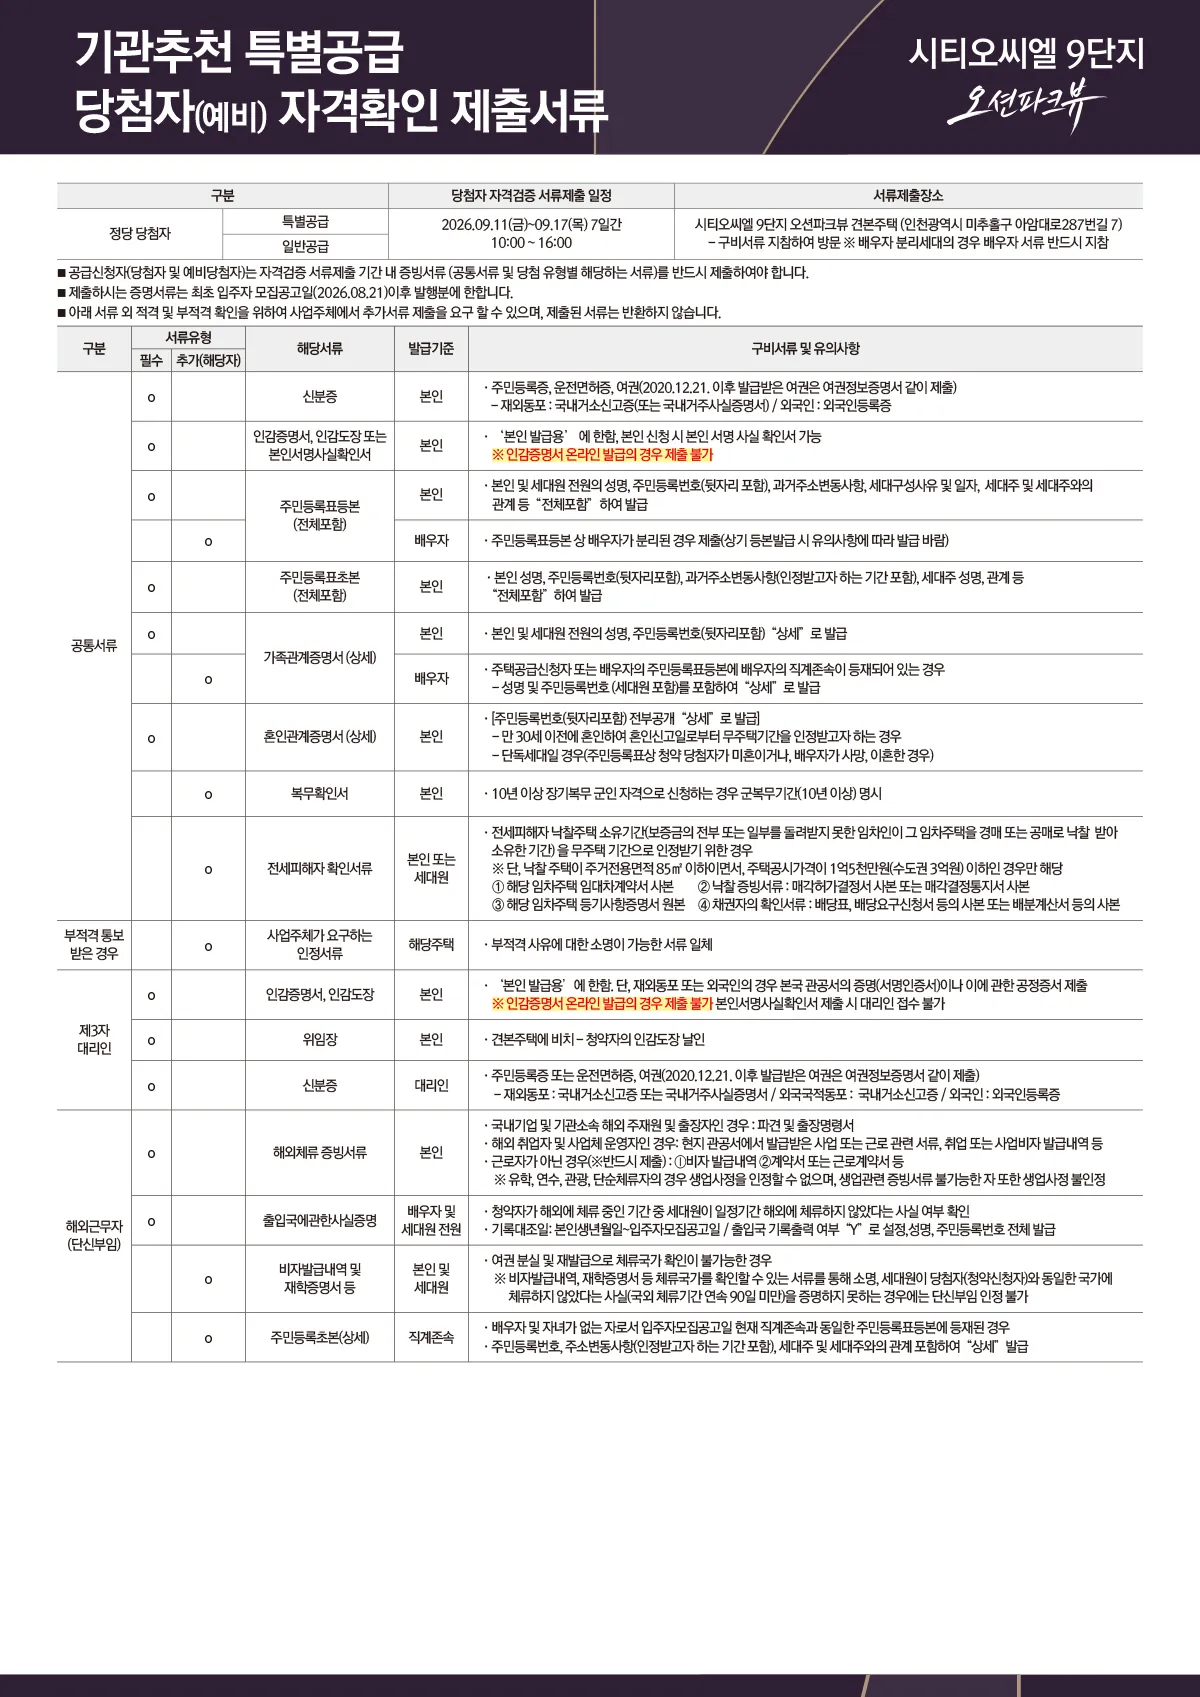 기관추천 특별공급
당첨자(예비) 자격확인 제출서류
시티오씨엘 9단지
오션파크뷰
구분 당첨자 자격검증 서류제출 일정 서류제출장소
정당 당첨자 특별공급 일반공급
2026.09.11(금)~09.17(목) 7일간
10:00 ~ 16:00
시티오씨엘 9단지 오션파크뷰 견본주택 (인천광역시 미추홀구 아암대로287번길 7)
– 구비서류 지참하여 방문 ※ 배우자 분리세대의 경우 배우자 서류 반드시 지참
■ 공급신청자(당첨자 및 예비당첨자)는 자격검증 서류제출 기간 내 증빙서류 (공통서류 및 당첨 유형별 해당하는 서류)를 반드시 제출하여야 합니다.
■ 제출하시는 증명서류는 최초 입주자 모집공고일(2026.08.21)이후 발행분에 한합니다.
■ 아래 서류 외 적격 및 부적격 확인을 위하여 사업주체에서 추가서류 제출을 요구 할 수 있으며, 제출된 서류는 반환하지 않습니다.
구분 서류유형 해당서류 발급기준 구비서류 및 유의사항
필수 추가(해당자)
공통서류
o 신분증 본인
· 주민등록증, 운전면허증, 여권(2020.12.21. 이후 발급받은 여권은 여권정보증명서 같이 제출)
– 재외동포 : 국내거소신고증(또는 국내거주사실증명서) / 외국인 : 외국인등록증
o 인감증명서, 인감도장 또는
본인서명사실확인서 본인
· ‘본인 발급용’ 에 한함, 본인 신청 시 본인 서명 사실 확인서 가능
※ 인감증명서 온라인 발급의 경우 제출 불가
o 주민등록표등본
(전체포함) 본인
· 본인 및 세대원 전원의 성명, 주민등록번호(뒷자리 포함), 과거주소변동사항, 세대구성사유 및 일자, 세대주 및 세대주와의
관계 등 “전체포함” 하여 발급
o 배우자 · 주민등록표등본 상 배우자가 분리된 경우 제출(상기 등본발급 시 유의사항에 따라 발급 바람)
o 주민등록표초본
(전체포함) 본인
· 본인 성명, 주민등록번호(뒷자리포함), 과거주소변동사항(인정받고자 하는 기간 포함), 세대주 성명, 관계 등
“전체포함” 하여 발급
o 가족관계증명서 (상세) 본인 · 본인 및 세대원 전원의 성명, 주민등록번호(뒷자리포함) “상세” 로 발급
o 배우자 · 주택공급신청자 또는 배우자의 주민등록표등본에 배우자의 직계존속이 등재되어 있는 경우
– 성명 및 주민등록번호 (세대원 포함)를 포함하여 “상세” 로 발급
o 혼인관계증명서 (상세) 본인
· [주민등록번호(뒷자리포함) 전부공개 “상세” 로 발급]
– 만 30세 이전에 혼인하여 혼인신고일로부터 무주택기간을 인정받고자 하는 경우
– 단독세대일 경우(주민등록표상 청약 당첨자가 미혼이거나, 배우자가 사망, 이혼한 경우)
o 복무확인서 본인 · 10년 이상 장기복무 군인 자격으로 신청하는 경우 군복무기간(10년 이상) 명시
o 전세피해자 확인서류 본인 또는
세대원
· 전세피해자 낙찰주택 소유기간(보증금의 전부 또는 일부를 돌려받지 못한 임차인이 그 임차주택을 경매 또는 공매로 낙찰 받아
소유한 기간) 을 무주택 기간으로 인정받기 위한 경우
※ 단, 낙찰 주택이 주거전용면적 85㎡ 이하이면서, 주택공시가격이 1억5천만원(수도권 3억원) 이하인 경우만 해당
① 해당 임차주택 임대차계약서 사본 ② 낙찰 증빙서류 : 매각허가결정서 사본 또는 매각결정통지서 사본
③ 해당 임차주택 등기사항증명서 원본 ④ 채권자의 확인서류 : 배당표, 배당요구신청서 등의 사본 또는 배분계산서 등의 사본
부적격 통보
받은 경우
o 사업주체가 요구하는
인정서류 해당주택 · 부적격 사유에 대한 소명이 가능한 서류 일체
제3자
대리인
o 인감증명서, 인감도장 본인
· ‘본인 발급용’ 에 한함. 단, 재외동포 또는 외국인의 경우 본국 관공서의 증명(서명인증서)이나 이에 관한 공정증서 제출
※ 인감증명서 온라인 발급의 경우 제출 불가 본인서명사실확인서 제출 시 대리인 접수 불가
o 위임장 본인 · 견본주택에 비치 – 청약자의 인감도장 날인
o 신분증 대리인
· 주민등록증 또는 운전면허증, 여권(2020.12.21. 이후 발급받은 여권은 여권정보증명서 같이 제출)
– 재외동포 : 국내거소신고증 또는 국내거주사실증명서 / 외국국적동포 : 국내거소신고증 / 외국인 : 외국인등록증
해외근무자
(단신부임)
o 해외체류 증빙서류 본인
· 국내기업 및 기관소속 해외 주재원 및 출장자인 경우 : 파견 및 출장명령서
· 해외 취업자 및 사업체 운영자인 경우: 현지 관공서에서 발급받은 사업 또는 근로 관련 서류, 취업 또는 사업비자 발급내역 등
· 근로자가 아닌 경우(※반드시 제출) : ①비자 발급내역 ②계약서 또는 근로계약서 등
※ 유학, 연수, 관광, 단순체류자의 경우 생업사정을 인정할 수 없으며, 생업관련 증빙서류 불가능한 자 또한 생업사정 불인정
o 출입국에관한사실증명 배우자 및
세대원 전원
· 청약자가 해외에 체류 중인 기간 중 세대원이 일정기간 해외에 체류하지 않았다는 사실 여부 확인
· 기록대조일: 본인생년월일~입주자모집공고일 / 출입국 기록출력 여부 “Y” 로 설정,성명, 주민등록번호 전체 발급
o 비자발급내역 및
재학증명서 등 본인 및
세대원
· 여권 분실 및 재발급으로 체류국가 확인이 불가능한 경우
※ 비자발급내역, 재학증명서 등 체류국가를 확인할 수 있는 서류를 통해 소명, 세대원이 당첨자(청약신청자)와 동일한 국가에
체류하지 않았다는 사실(국외 체류기간 연속 90일 미만)을 증명하지 못하는 경우에는 단신부임 인정 불가
o 주민등록초본(상세) 직계존속
· 배우자 및 자녀가 없는 자로서 입주자모집공고일 현재 직계존속과 동일한 주민등록표등본에 등재된 경우
· 주민등록번호, 주소변동사항(인정받고자 하는 기간 포함), 세대주 및 세대주와의 관계 포함하여 “상세” 발급